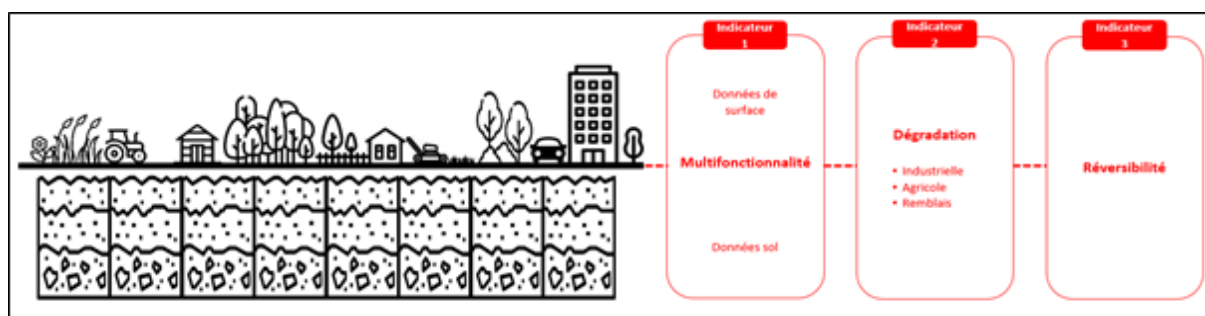 Indicateur
1
Données de
surface
Multifonctionnalité
Données sol
Indicateur
2
Dégradation
• Industrielle
• Agricole
• Remblais
Indicateur
3
Réversibilité